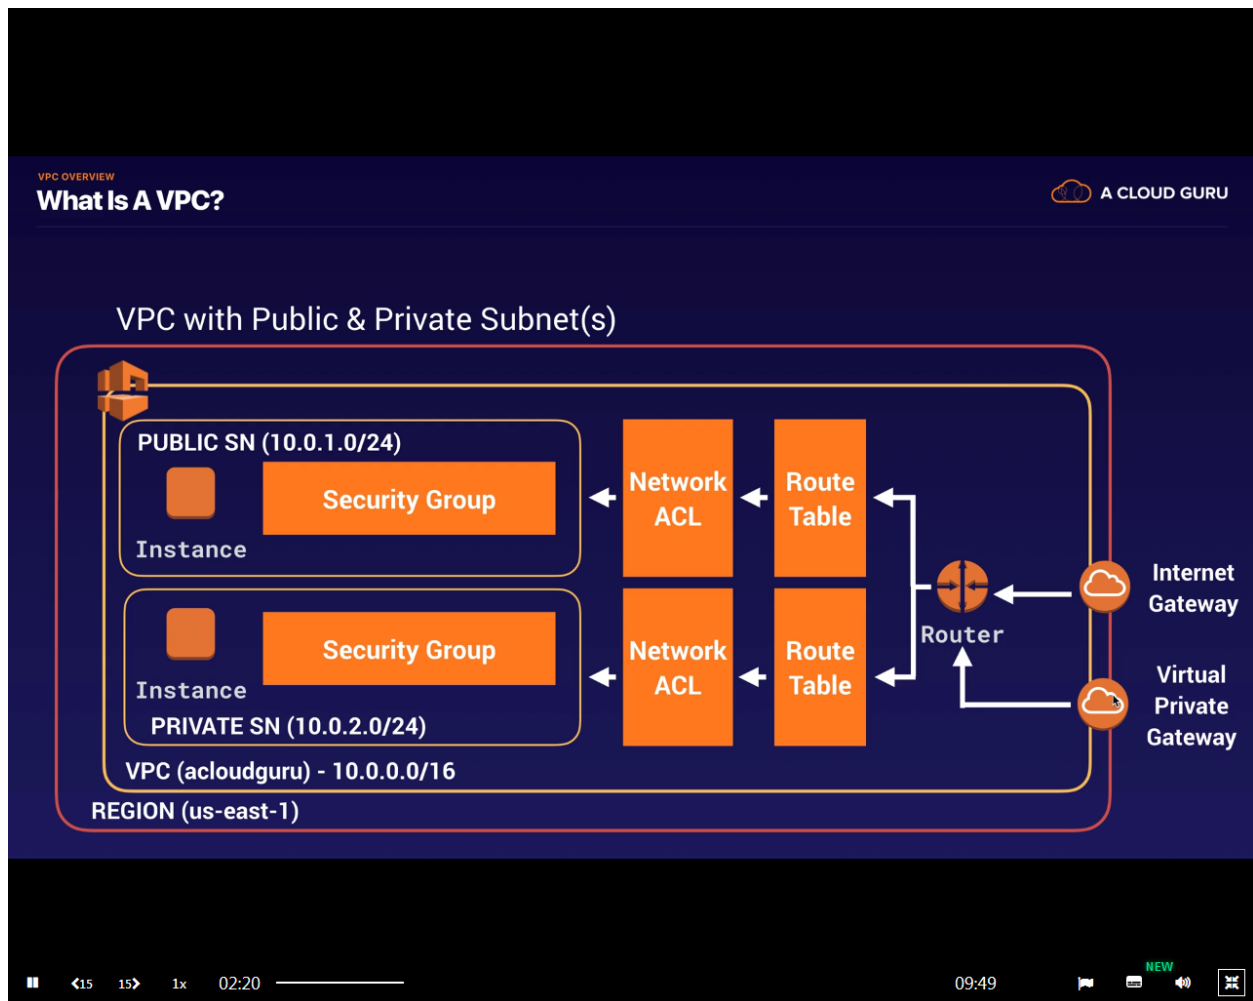 VPC OVERVIEW
What Is A VPC?
A CLOUD GURU
VPC with Public & Private Subnet(s)
PUBLIC SN (10.0.1.0/24)
Security Group
Instance
Network
ACL
Route
Table
Internet
Gateway
Router
Instance
Security Group
PRIVATE SN (10.0.2.0/24)
Network
ACL
Route
Table
Virtual
Private
Gateway
VPC (acloudguru) - 10.0.0.0/16
REGION (us-east-1)
15
15
1x
02:20
09:49
NEW